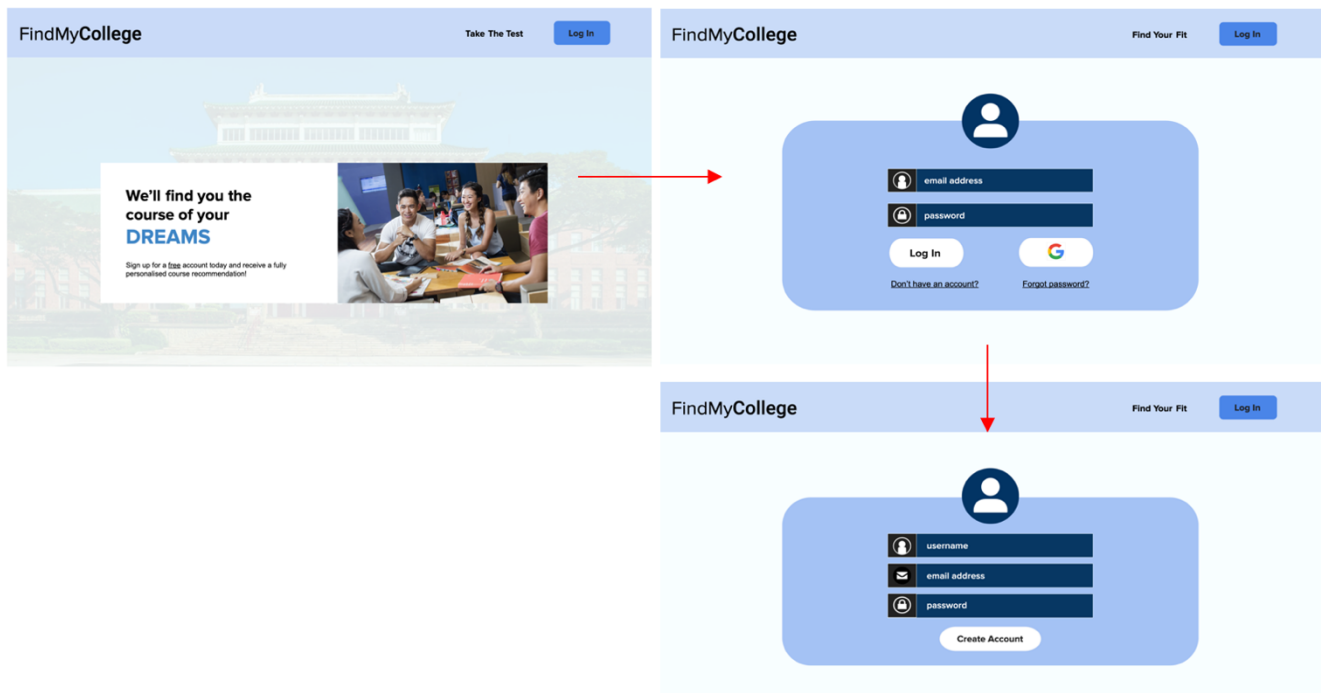 FindMyCollege
Take The Test
Log In
We'll find you the
course of your
DREAMS
Sign up for a free account today and receive a fully
personalised course recommendation!
FindMyCollege
Find Your Fit
Log In
email address
password
Log In
Don't have an account?
Forgot password?
FindMyCollege
Find Your Fit
Log In
username
email address
password
Create Account